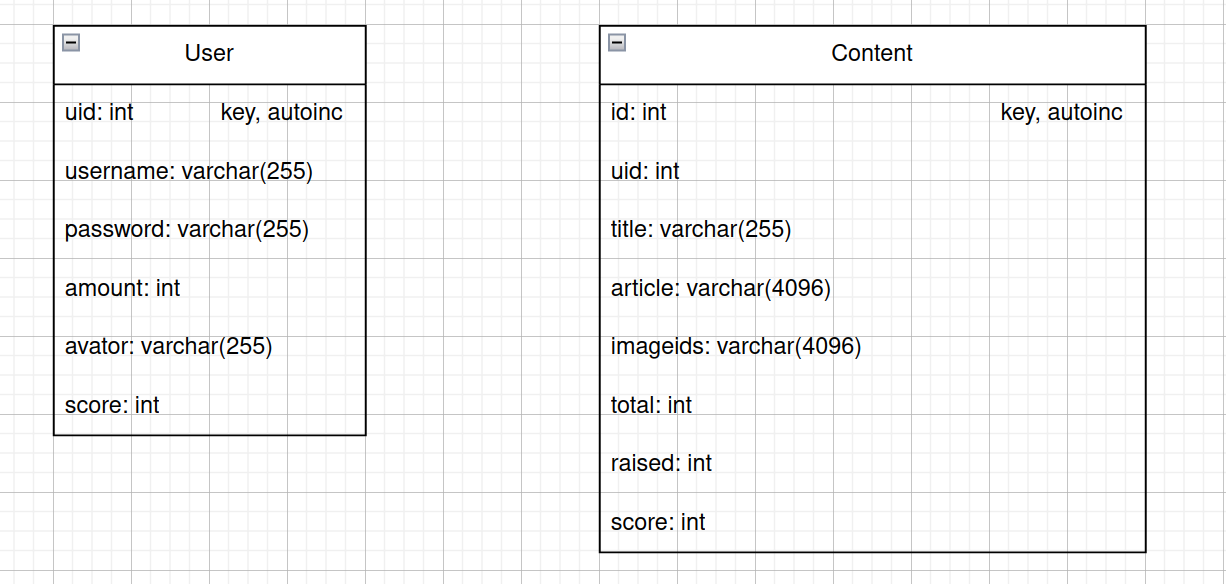 User
uid: int key, autoinc
username: varchar(255)
password: varchar(255)
amount: int
avator: varchar(255)
score: int
Content
id: int key, autoinc
uid: int
title: varchar(255)
article: varchar(4096)
imageids: varchar(4096)
total: int
raised: int
score: int